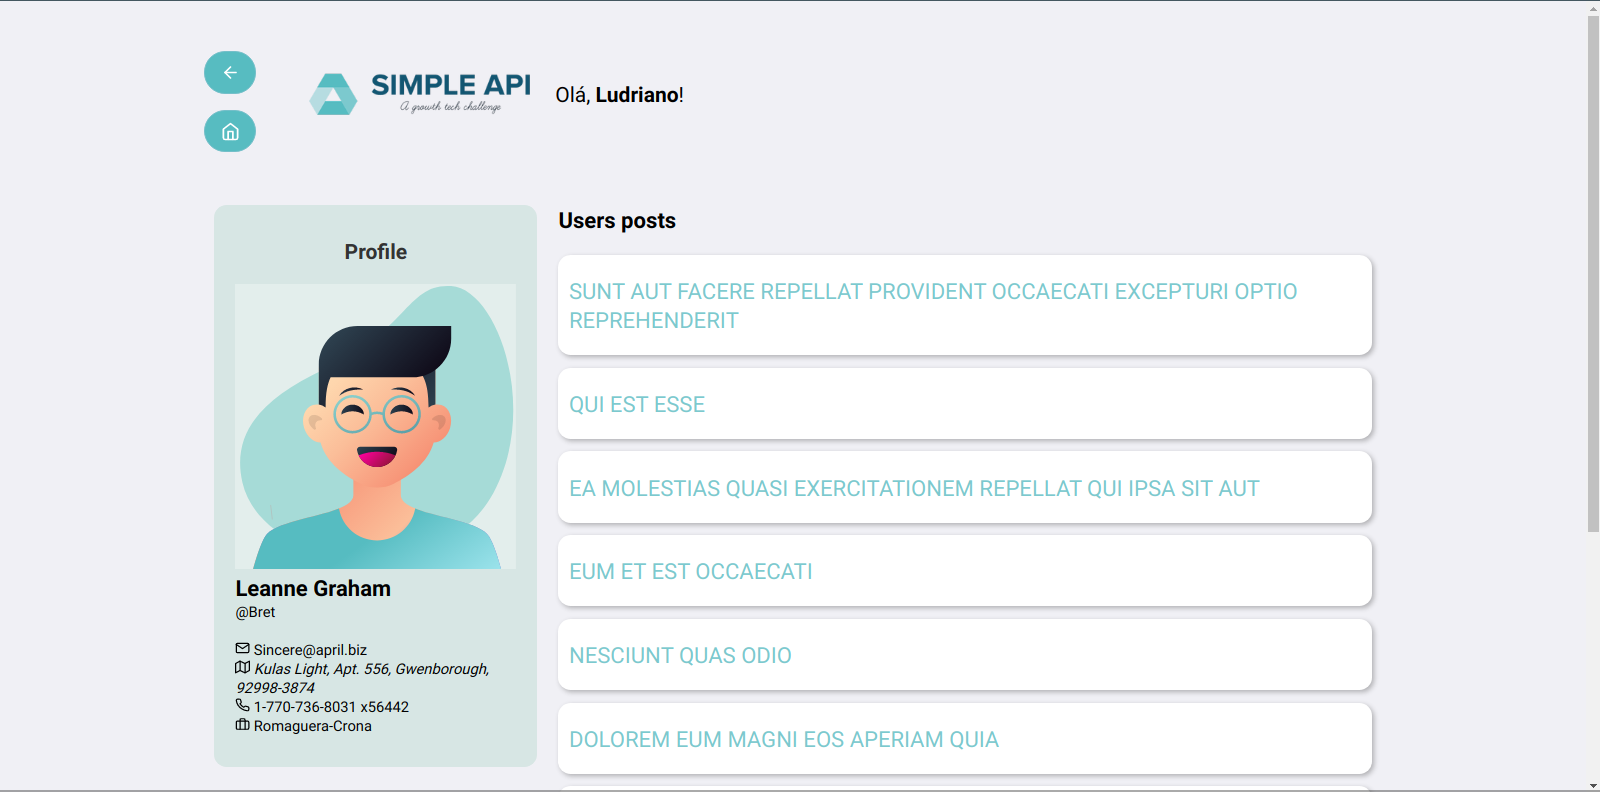 SIMPLE API
A growth tech challenge
Olá, Ludriano!
Profile
Leanne Graham
@Bret
Sincere@april.biz
Kulas Light, Apt. 556, Gwenborough,
92998-3874
1-770-736-8031 x56442
Romaguera-Crona
Users posts
SUNT AUT FACERE REPELLAT PROVIDENT OCCAECATI EXCEPTURI OPTIO
REPREHENDERIT
QUI EST ESSE
EA MOLESTIAS QUASI EXERCITATIONEM REPELLAT QUI IPSA SIT AUT
EUM ET EST OCCAECATI
NESCIUNT QUAS ODIO
DOLOREM EUM MAGNI EOS APERIAM QUIA